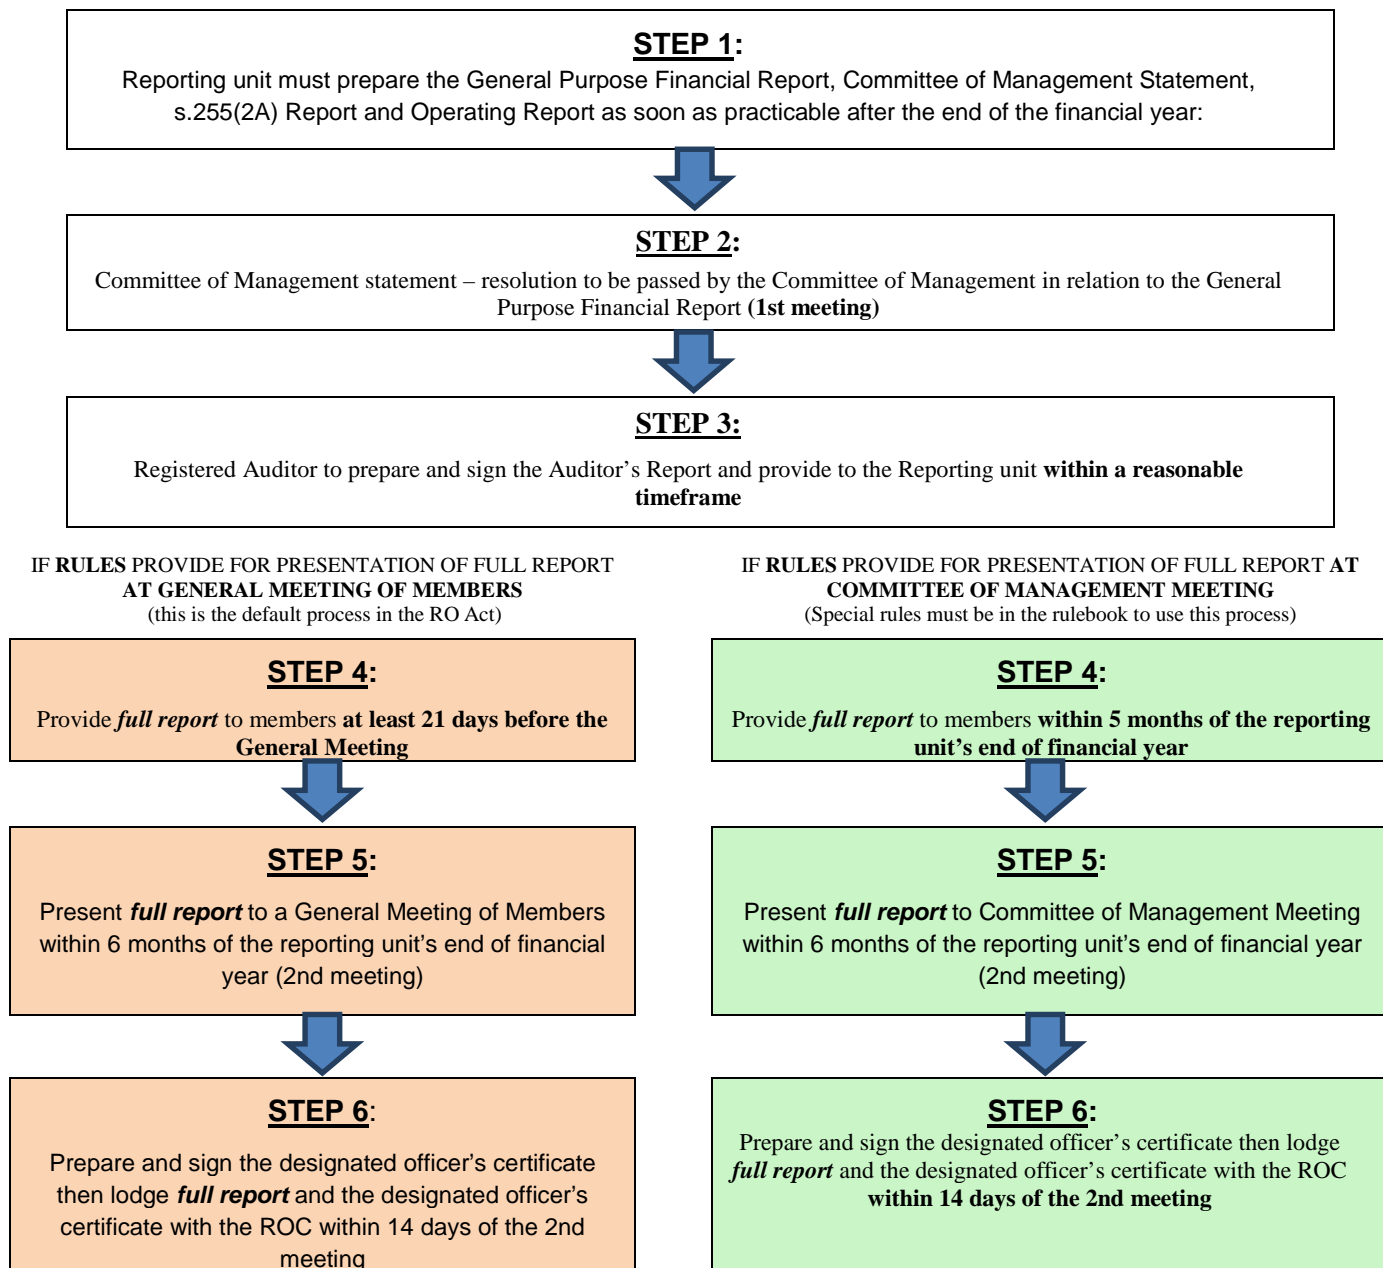 STEP 1:
Reporting unit must prepare the General Purpose Financial Report, Committee of Management Statement,
s.255(2A) Report and Operating Report as soon as practicable after the end of the financial year:
STEP 2:
Committee of Management statement – resolution to be passed by the Committee of Management in relation to the General
Purpose Financial Report (1st meeting)
STEP 3:
Registered Auditor to prepare and sign the Auditor’s Report and provide to the Reporting unit within a reasonable
timeframe
IF RULES PROVIDE FOR PRESENTATION OF FULL REPORT
AT GENERAL MEETING OF MEMBERS
(this is the default process in the RO Act)
STEP 4:
Provide full report to members at least 21 days before the
General Meeting
STEP 5:
Present full report to a General Meeting of Members
within 6 months of the reporting unit’s end of financial
year (2nd meeting)
STEP 6:
Prepare and sign the designated officer’s certificate
then lodge full report and the designated officer’s
certificate with the ROC within 14 days of the 2nd
meeting
IF RULES PROVIDE FOR PRESENTATION OF FULL REPORT AT
COMMITTEE OF MANAGEMENT MEETING
(Special rules must be in the rulebook to use this process)
STEP 4:
Provide full report to members within 5 months of the reporting
unit’s end of financial year
STEP 5:
Present full report to Committee of Management Meeting
within 6 months of the reporting unit’s end of financial year
(2nd meeting)
STEP 6:
Prepare and sign the designated officer’s certificate then lodge
full report and the designated officer’s certificate with the ROC
within 14 days of the 2nd meeting